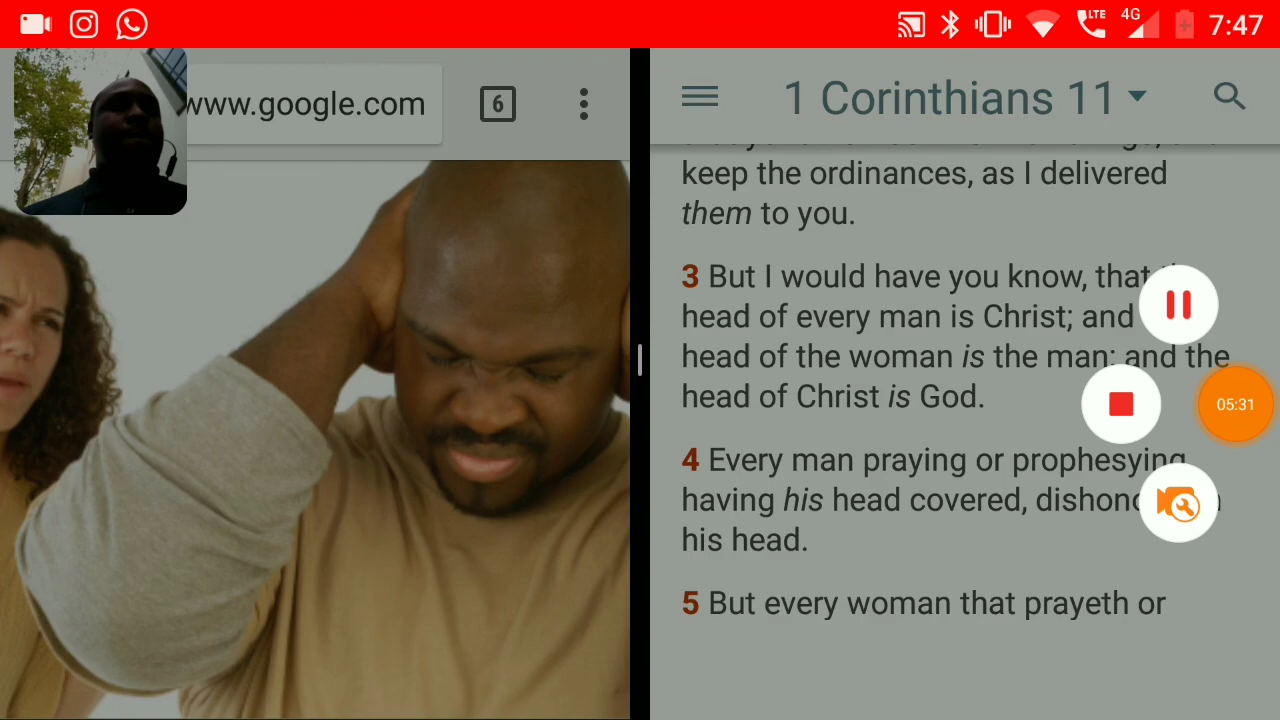 LTE
4G
7:47
www.google.com
6
1 Corinthians 11
keep the ordinances, as I delivered
them to you.
3 But I would have you know, that
head of every man is Christ; and
head of the woman is the man; and the
head of Christ is God.
05:31
4 Every man praying or prophesying,
having his head covered,
his head.
5 But every woman that prayeth or